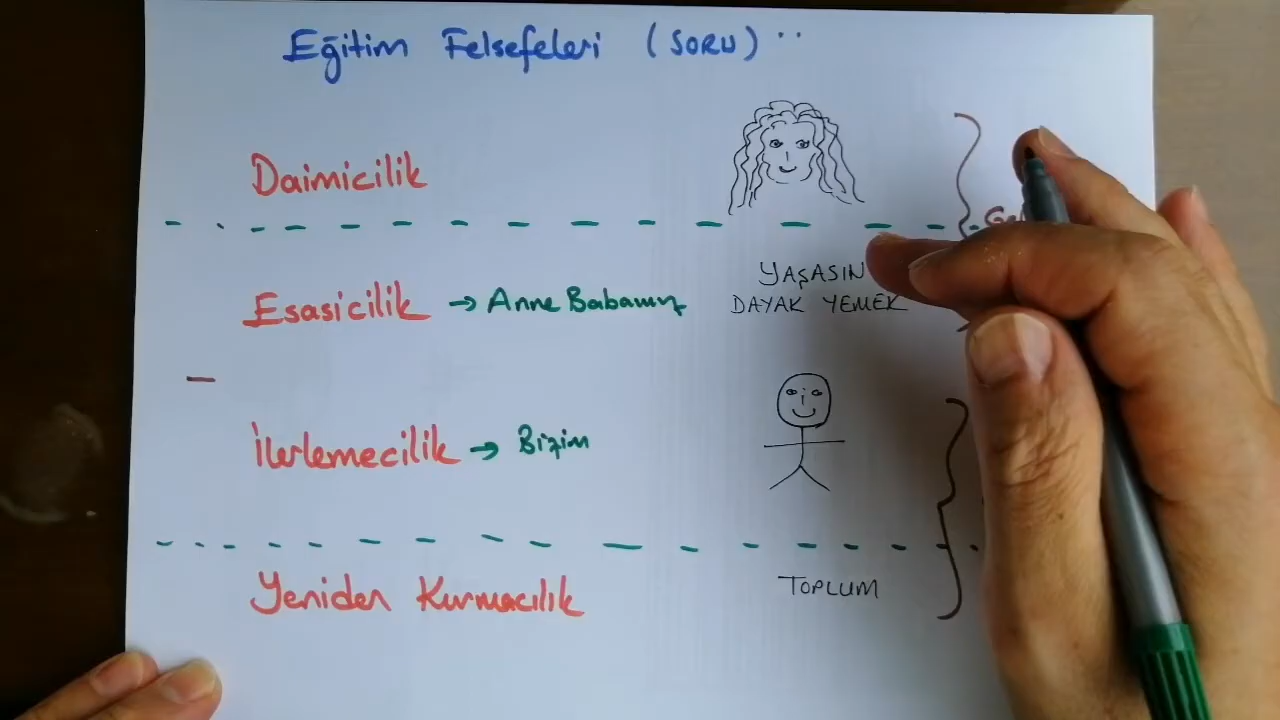 Eğitim Felsefeleri (SORU)
Daimicilik
YAŞASIN
DAYAK YEMEK
Esasicilik → Anne Babamız
İlerlemecilik → Bizim
Yeniden Kurmacılık
TOPLUM